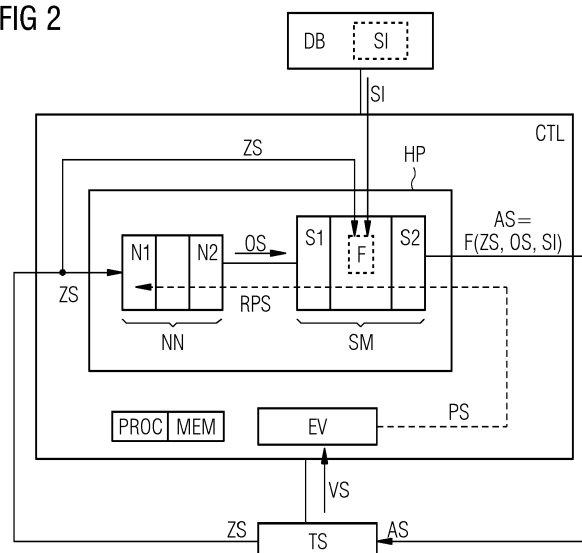 FIG 2
DB SI
SI
CTL
ZS
HP
AS=
F(ZS, OS, SI)
N1 N2 OS S1 F S2
ZS
RPS
NN SM
PS
PROC MEM EV
VS
ZS TS AS